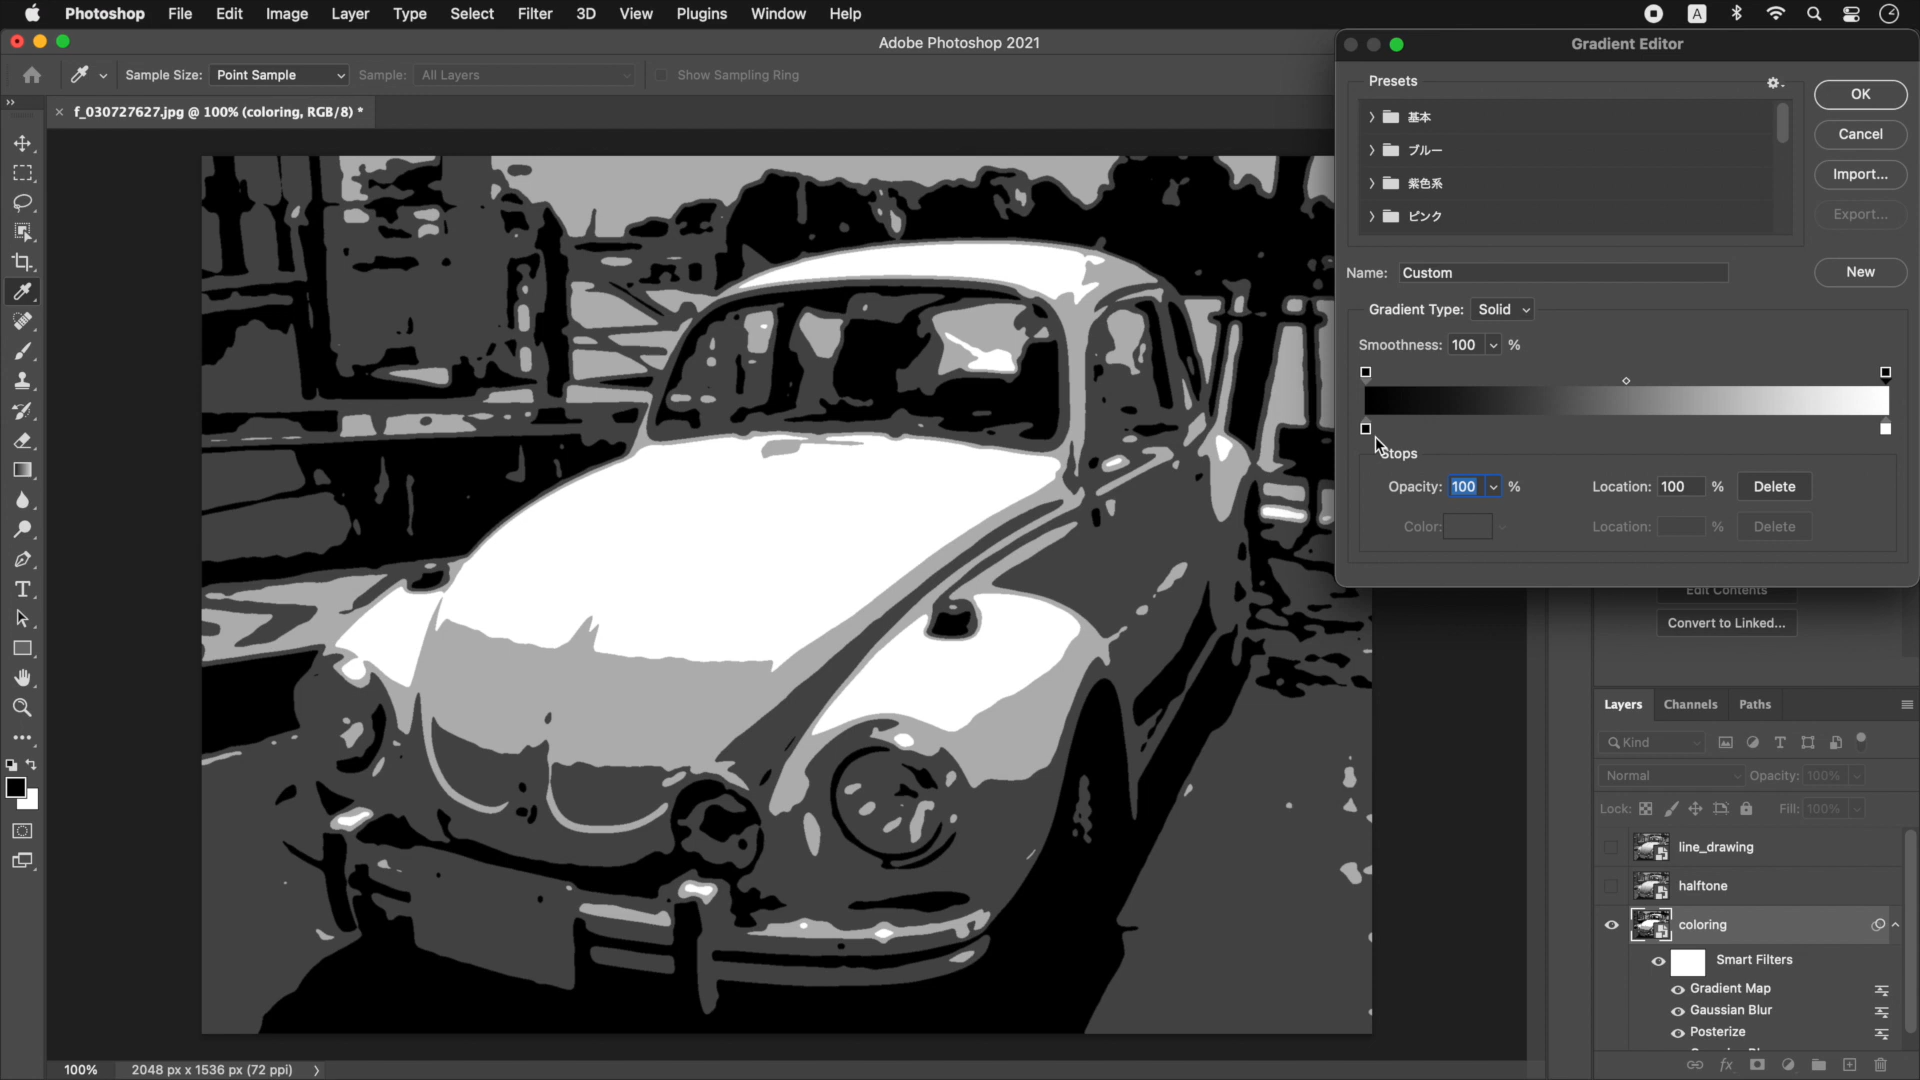 Photoshop File Edit Image Layer Type Select Filter 3D View Plugins Window Help A
Adobe Photoshop 2021
Sample Size: Point Sample Sample: All Layers Show Sampling Ring
f_030727627.jpg @ 100% (coloring, RGB/8) *
Gradient Editor
Presets
基本
ブルー
紫色系
ピンク
OK
Cancel
Import...
Export...
Name: Custom
New
Gradient Type: Solid
Smoothness: 100 %
Stops
Opacity: 100 % Location: 100 % Delete
Color: Location: % Delete
Edit Contents
Convert to Linked...
Layers Channels Paths
Kind
Normal Opacity: 100%
Lock: Fill: 100%
line_drawing
halftone
coloring
Smart Filters
Gradient Map
Gaussian Blur
Posterize
100% 2048 px x 1536 px (72 ppi)